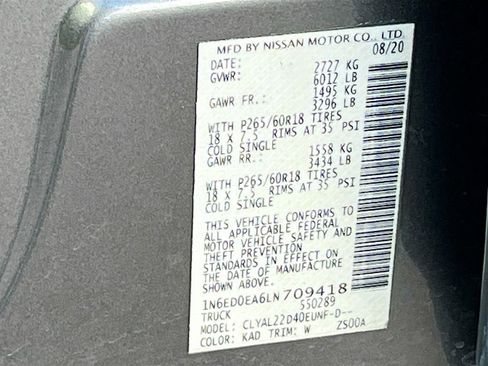 MFD BY NISSAN MOTOR CO., LTD.
DATE: 08/20
GVWR: 2727 KG
6012 LB
GAWR FR.: 1495 KG
3296 LB
WITH P265/60R18 TIRES
18 X 7.5 RIMS AT 35 PSI
COLD SINGLE
GAWR RR.: 1558 KG
3434 LB
WITH P265/60R18 TIRES
18 X 7.5 RIMS AT 35 PSI
COLD SINGLE
THIS VEHICLE CONFORMS TO
ALL APPLICABLE FEDERAL
MOTOR VEHICLE SAFETY AND
THEFT PREVENTION
STANDARDS IN EFFECT ON
THE DATE OF MANUFACTURE
SHOWN ABOVE.
1N6ED0EA6LN709418
TRUCK 550289
MODEL: CLYAL22D40EUNF-D--
COLOR: KAD TRIM: W ZS00A